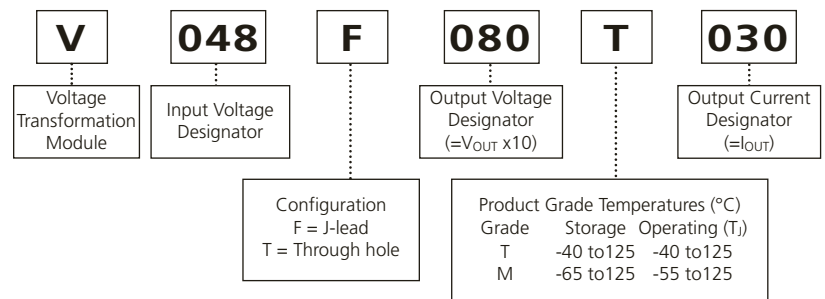 V 048 F 080 T 030
Voltage
Transformation
Module
Input Voltage
Designator
Output Voltage
Designator
(=VOUT x10)
Output Current
Designator
(=IOUT)
Configuration
F = J-lead
T = Through hole
Product Grade Temperatures (°C)
Grade Storage Operating (TJ)
T -40 to125 -40 to125
M -65 to125 -55 to125